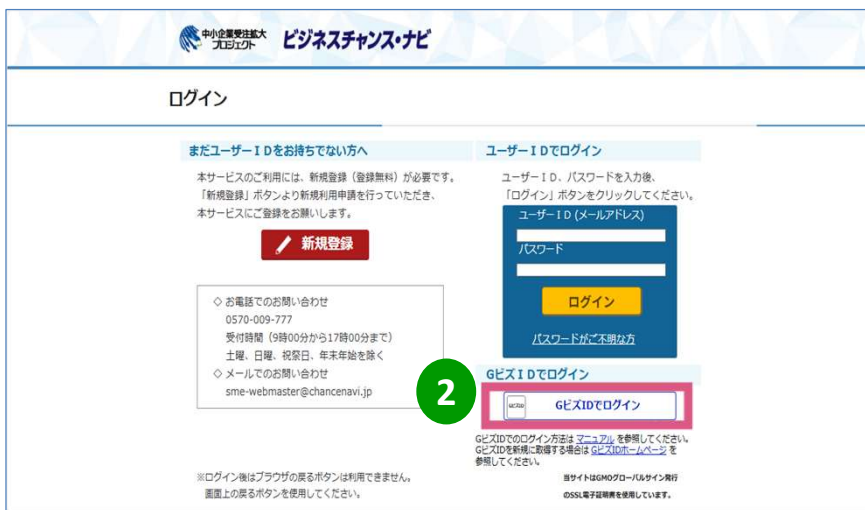 中小企業受注拡大
プロジェクト
ビジネスチャンス・ナビ
ログイン
まだユーザーIDをお持ちでない方へ
本サービスのご利用には、新規登録（登録無料）が必要です。
「新規登録」ボタンより新規利用申請を行っていただき、
本サービスにご登録をお願いします。
新規登録
◇ お電話でのお問い合わせ
0570-009-777
受付時間（9時00分から17時00分まで）
土曜、日曜、祝祭日、年末年始を除く
◇ メールでのお問い合わせ
sme-webmaster@chancenavi.jp
※ログイン後はブラウザの戻るボタンは利用できません。
画面上の戻るボタンを使用してください。
ユーザーIDでログイン
ユーザーID、パスワードを入力後、
「ログイン」ボタンをクリックしてください。
ユーザーID (メールアドレス)
パスワード
ログイン
パスワードがご不明な方
GビズIDでログイン
2
GビズIDでログイン
GビズIDでのログイン方法は マニュアル を参照してください。
GビズIDを新規に取得する場合は GビズIDホームページ を
参照してください。
当サイトはGMOグローバルサイン発行
のSSL電子証明書を使用しています。